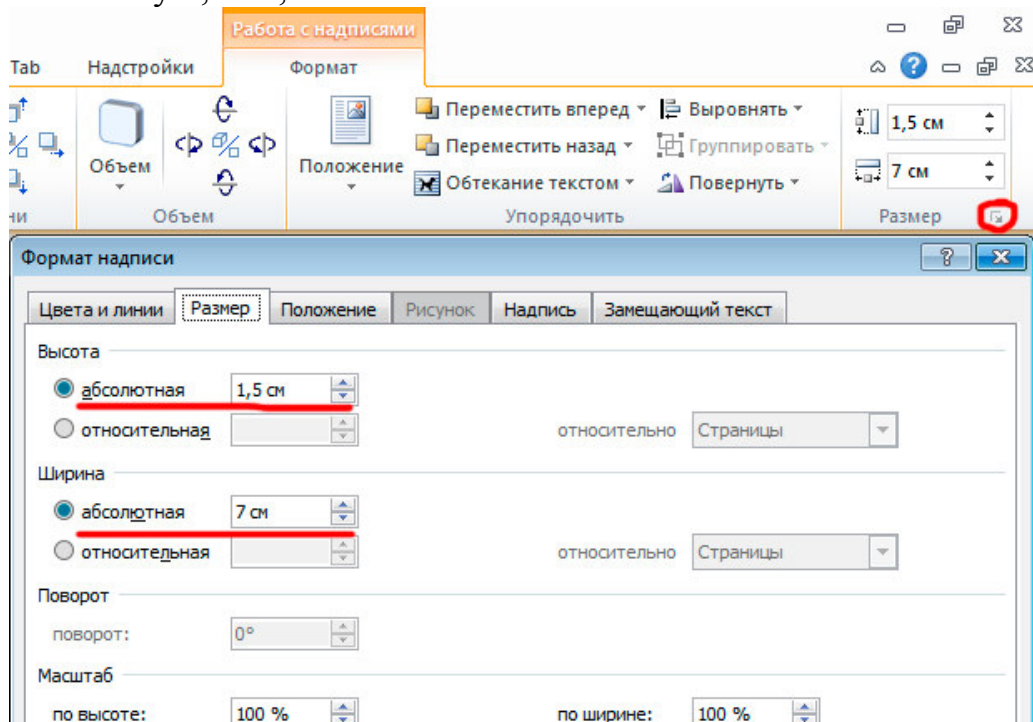 Работа с надписями
Tab Надстройки Формат
Переместить вперед Выровнять 1,5 см
Объем Положение Переместить назад Группировать
Обтекание текстом Повернуть 7 см
ни Объем Упорядочить Размер
Формат надписи
Цвета и линии Размер Положение Рисунок Надпись Замещающий текст
Высота
абсолютная 1,5 см
относительная относительно Страницы
Ширина
абсолютная 7 см
относительная относительно Страницы
Поворот
поворот: 0°
Масштаб
по высоте: 100 % по ширине: 100 %